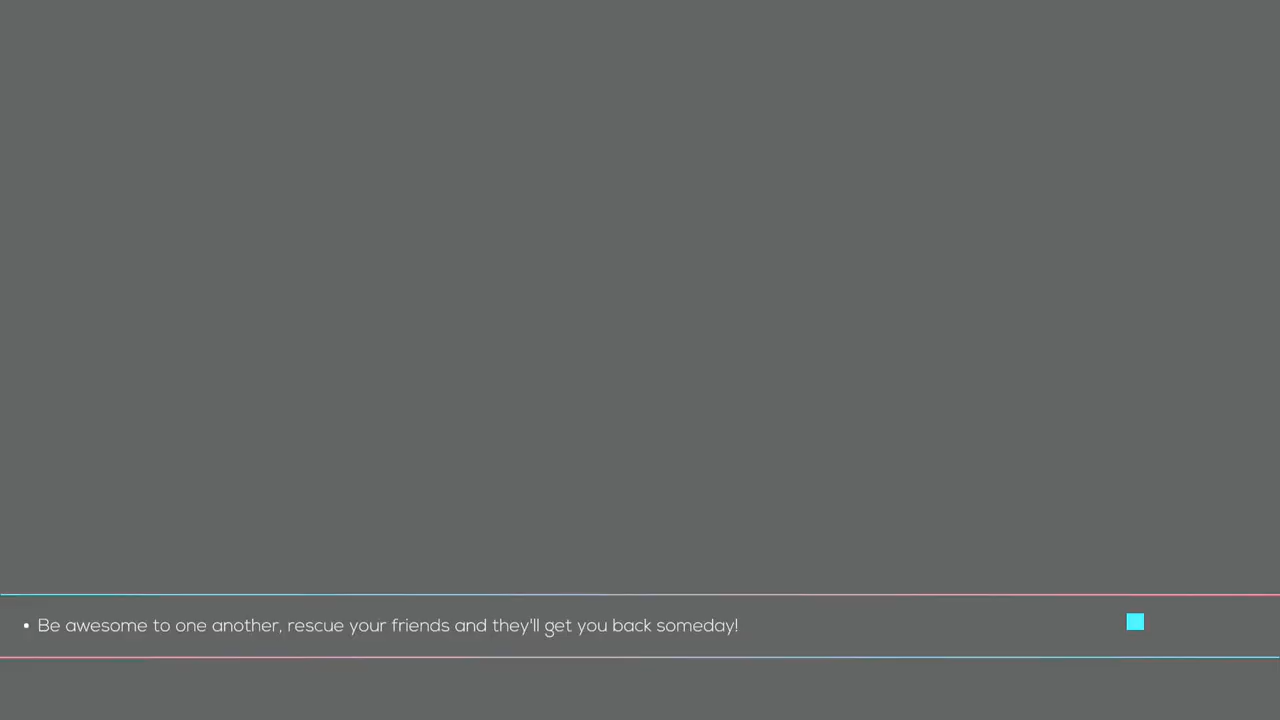 • Be awesome to one another, rescue your friends and they'll get you back someday!